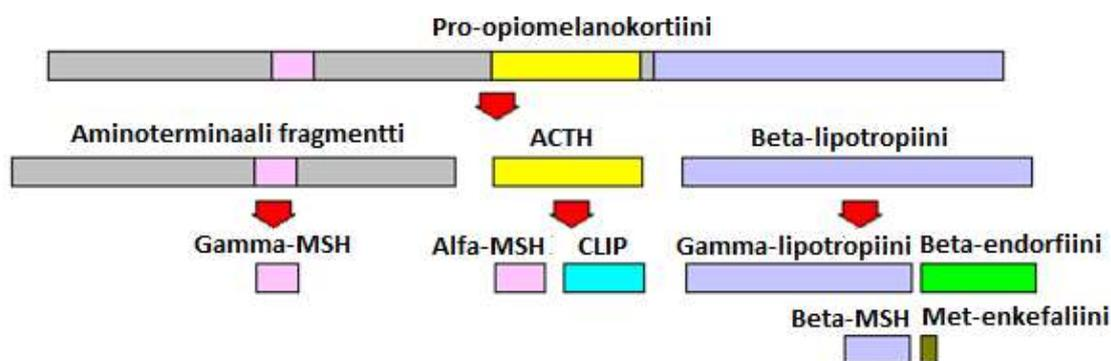 Pro-opiomelanokortiini
Aminoterminaali fragmentti ACTH Beta-lipotropiini
Gamma-MSH Alfa-MSH CLIP Gamma-lipotropiini Beta-endorfiini
Beta-MSH Met-enkefaliini